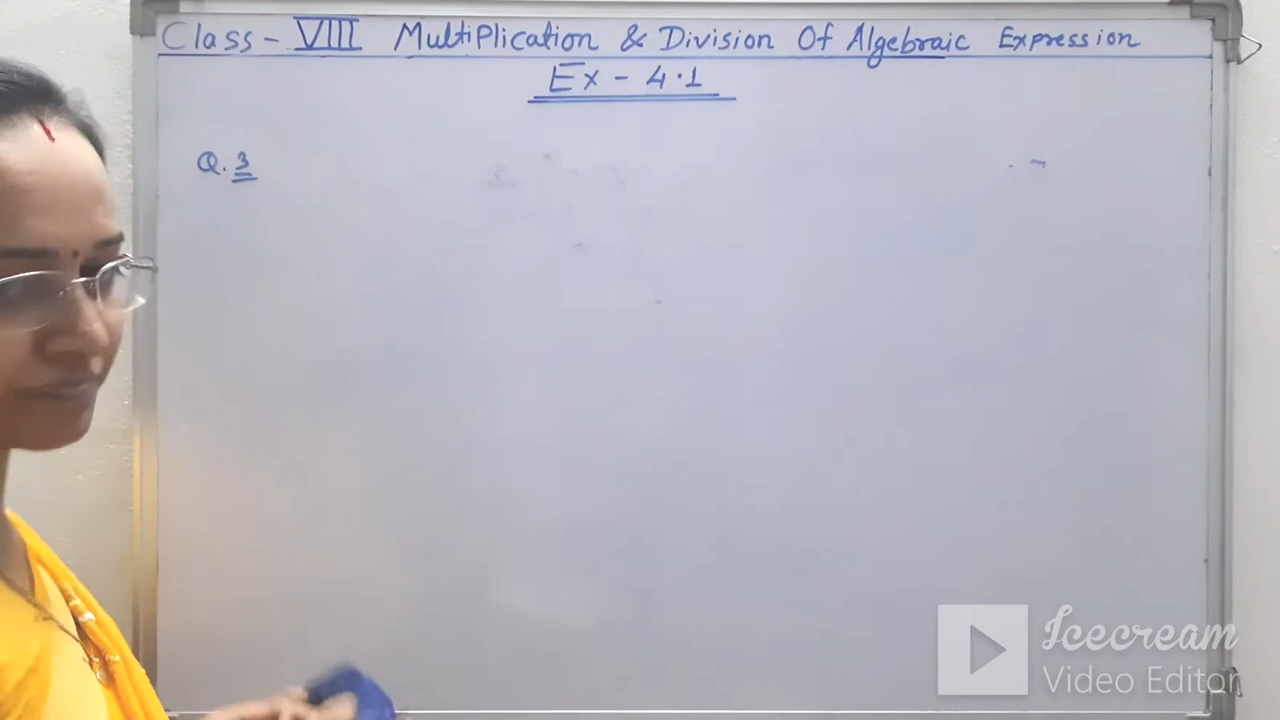 Class - VIII Multiplication & Division Of Algebraic Expression
Ex - 4.1
Q. 3
Icecream
Video Editor